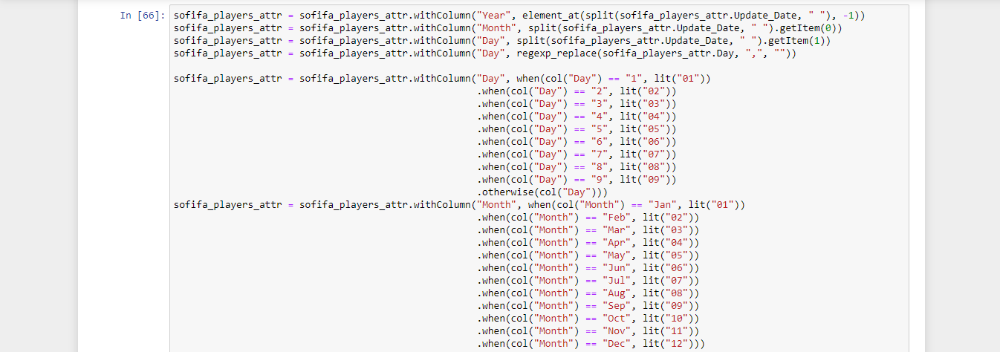 In [66]: sofifa_players_attr = sofifa_players_attr.withColumn("Year", element_at(split(sofifa_players_attr.Update_Date, " "), -1))
sofifa_players_attr = sofifa_players_attr.withColumn("Month", split(sofifa_players_attr.Update_Date, " ").getItem(0))
sofifa_players_attr = sofifa_players_attr.withColumn("Day", split(sofifa_players_attr.Update_Date, " ").getItem(1))
sofifa_players_attr = sofifa_players_attr.withColumn("Day", regexp_replace(sofifa_players_attr.Day, ",", ""))
sofifa_players_attr = sofifa_players_attr.withColumn("Day", when(col("Day") == "1", lit("01"))
.when(col("Day") == "2", lit("02"))
.when(col("Day") == "3", lit("03"))
.when(col("Day") == "4", lit("04"))
.when(col("Day") == "5", lit("05"))
.when(col("Day") == "6", lit("06"))
.when(col("Day") == "7", lit("07"))
.when(col("Day") == "8", lit("08"))
.when(col("Day") == "9", lit("09"))
.otherwise(col("Day")))
sofifa_players_attr = sofifa_players_attr.withColumn("Month", when(col("Month") == "Jan", lit("01"))
.when(col("Month") == "Feb", lit("02"))
.when(col("Month") == "Mar", lit("03"))
.when(col("Month") == "Apr", lit("04"))
.when(col("Month") == "May", lit("05"))
.when(col("Month") == "Jun", lit("06"))
.when(col("Month") == "Jul", lit("07"))
.when(col("Month") == "Aug", lit("08"))
.when(col("Month") == "Sep", lit("09"))
.when(col("Month") == "Oct", lit("10"))
.when(col("Month") == "Nov", lit("11"))
.when(col("Month") == "Dec", lit("12")))